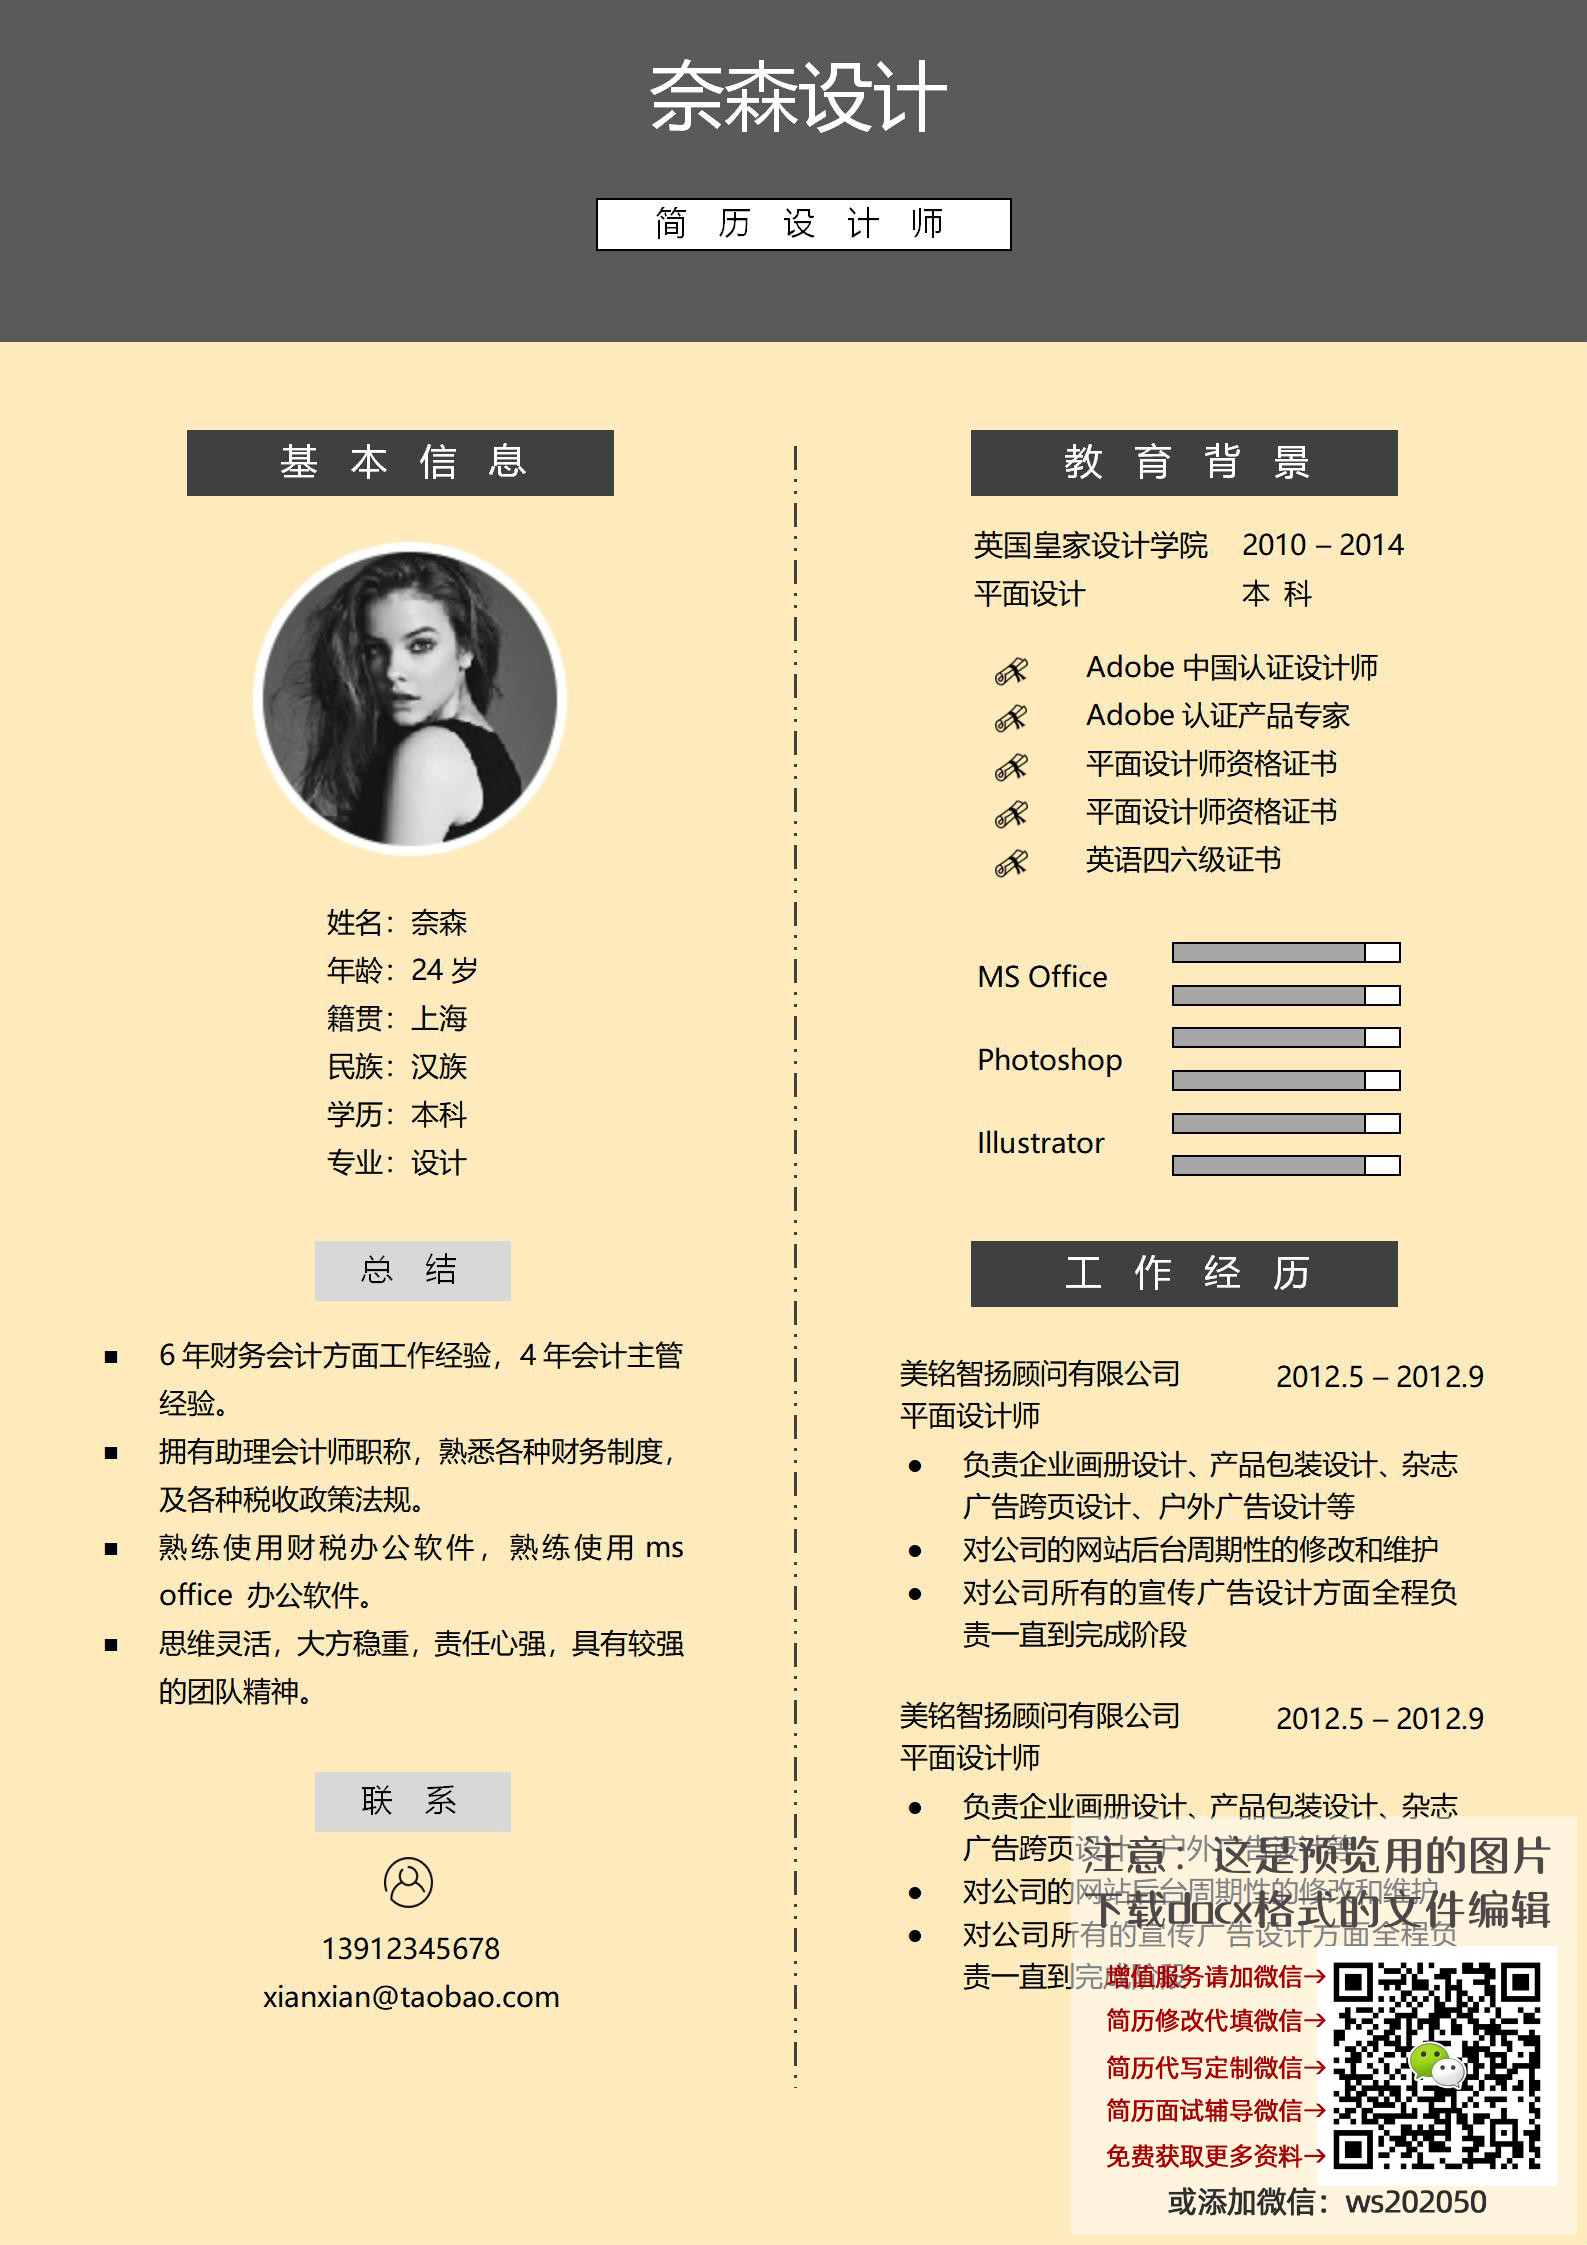 奈森设计
简历设计师
基本信息
姓名：奈森
年龄：24 岁
籍贯：上海
民族：汉族
学历：本科
专业：设计
总 结
■ 6 年财务会计方面工作经验，4 年会计主管
经验。
■ 拥有助理会计师职称，熟悉各种财务制度，
及各种税收政策法规。
■ 熟练使用财税办公软件，熟练使用 ms
office 办公软件。
■ 思维灵活，大方稳重，责任心强，具有较强
的团队精神。
联 系
13912345678
xianxian@taobao.com
教育背景
英国皇家设计学院 2010 – 2014
平面设计 本 科
Adobe 中国认证设计师
Adobe 认证产品专家
平面设计师资格证书
平面设计师资格证书
英语四六级证书
MS Office
Photoshop
Illustrator
工作经历
美铭智扬顾问有限公司 2012.5 – 2012.9
平面设计师
● 负责企业画册设计、产品包装设计、杂志
广告跨页设计、户外广告设计等
● 对公司的网站后台周期性的修改和维护
● 对公司所有的宣传广告设计方面全程负
责一直到完成阶段
美铭智扬顾问有限公司 2012.5 – 2012.9
平面设计师
● 负责企业画册设计、产品包装设计、杂志
广告跨页设计、户外广告设计等
● 对公司的网站后台周期性的修改和维护
● 对公司所有的宣传广告设计方面全程负
责一直到完成阶段
注意：这是预览用的图片
下载docx格式的文件编辑
增值服务请加微信→
简历修改代填微信→
简历代写定制微信→
简历面试辅导微信→
免费获取更多资料→
或添加微信：ws202050